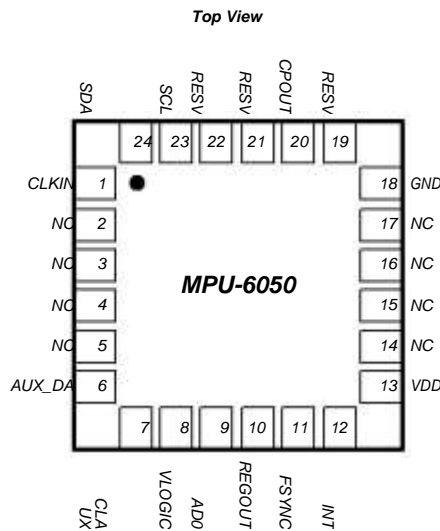 Top View
SDA
SCL
RESV
RESV
CPOUT
RESV
24
23
22
21
20
19
CLKIN
1
18
GND
NC
2
17
NC
NC
3
16
NC
MPU-6050
NC
4
15
NC
NC
5
14
NC
AUX_DA
6
13
VDD
7
8
9
10
11
12
CLA
UX
VLOGIC
AD0
REGOUT
FSYNC
INT